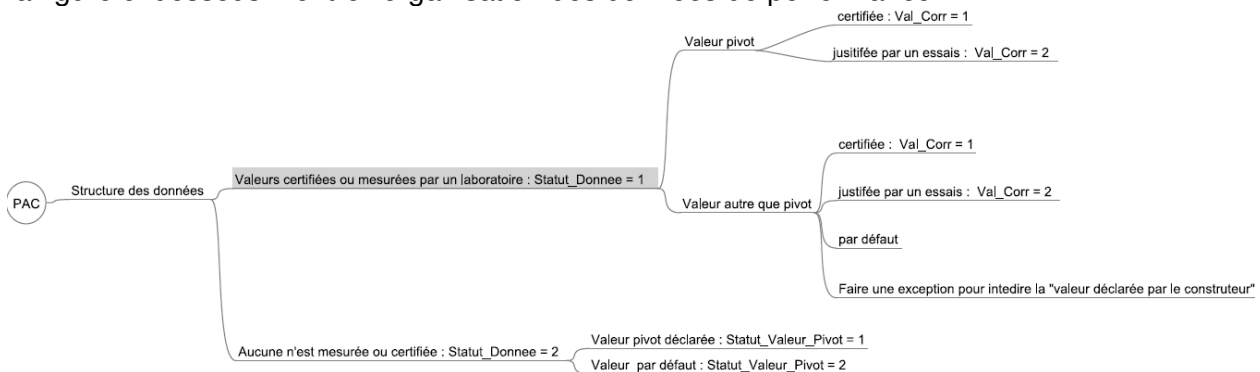 PAC
Structure des données
Valeurs certifiées ou mesurées par un laboratoire : Statut_Donnee = 1
Valeur pivot
certifiée : Val_Corr = 1
jusitifée par un essais : Val_Corr = 2
Valeur autre que pivot
certifiée : Val_Corr = 1
justifée par un essais : Val_Corr = 2
par défaut
Faire une exception pour intedire la "valeur déclarée par le construteur"
Aucune n'est mesurée ou certifiée : Statut_Donnee = 2
Valeur pivot déclarée : Statut_Valeur_Pivot = 1
Valeur par défaut : Statut_Valeur_Pivot = 2